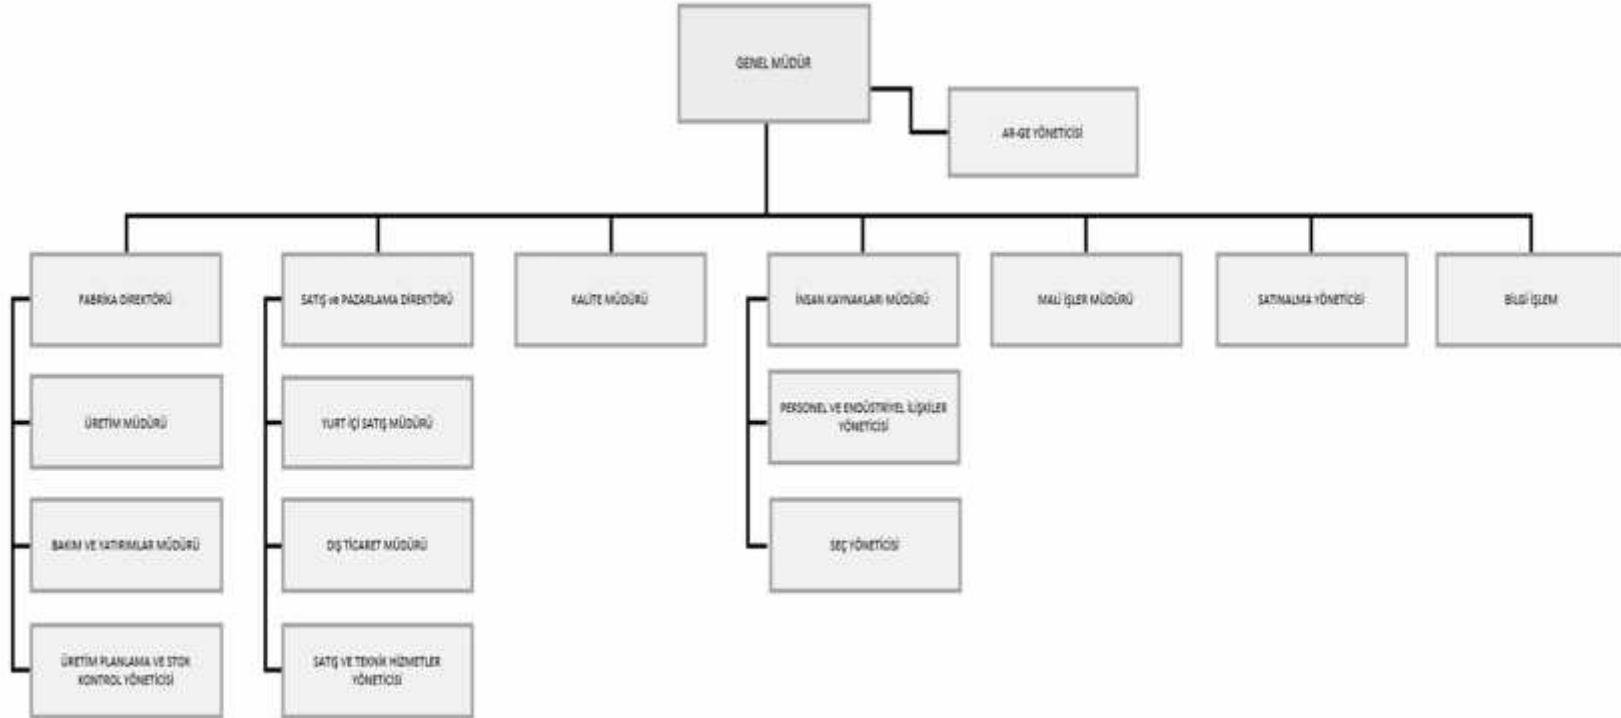 GENEL MÜDÜR
AR-GE YÖNETİCİSİ
FABRİKA DİREKTÖRÜ
SATIŞ ve PAZARLAMA DİREKTÖRÜ
KALİTE MÜDÜRÜ
İNSAN KAYNAKLARI MÜDÜRÜ
MALİ İŞLER MÜDÜRÜ
SATINALMA YÖNETİCİSİ
BİLGİ İŞLEM
ÜRETİM MÜDÜRÜ
YURT İÇİ SATIŞ MÜDÜRÜ
PERSONEL VE ENDÜSTRİYEL İLİŞKİLER
YÖNETİCİSİ
BAKIM VE YATIRIMLAR MÜDÜRÜ
DIŞ TİCARET MÜDÜRÜ
SEÇ YÖNETİCİSİ
ÜRETİM PLANLAMA VE STOK
KONTROL YÖNETİCİSİ
SATIŞ VE TEKNİK HİZMETLER
YÖNETİCİSİ